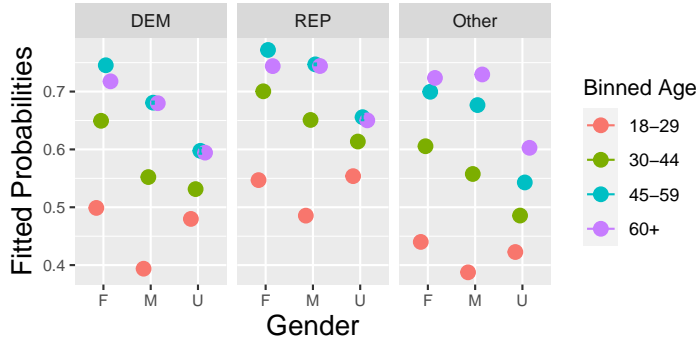 DEM REP Other
Fitted Probabilities
0.7
0.6
0.5
0.4
F M U F M U F M U
Gender
Binned Age
18–29
30–44
45–59
60+